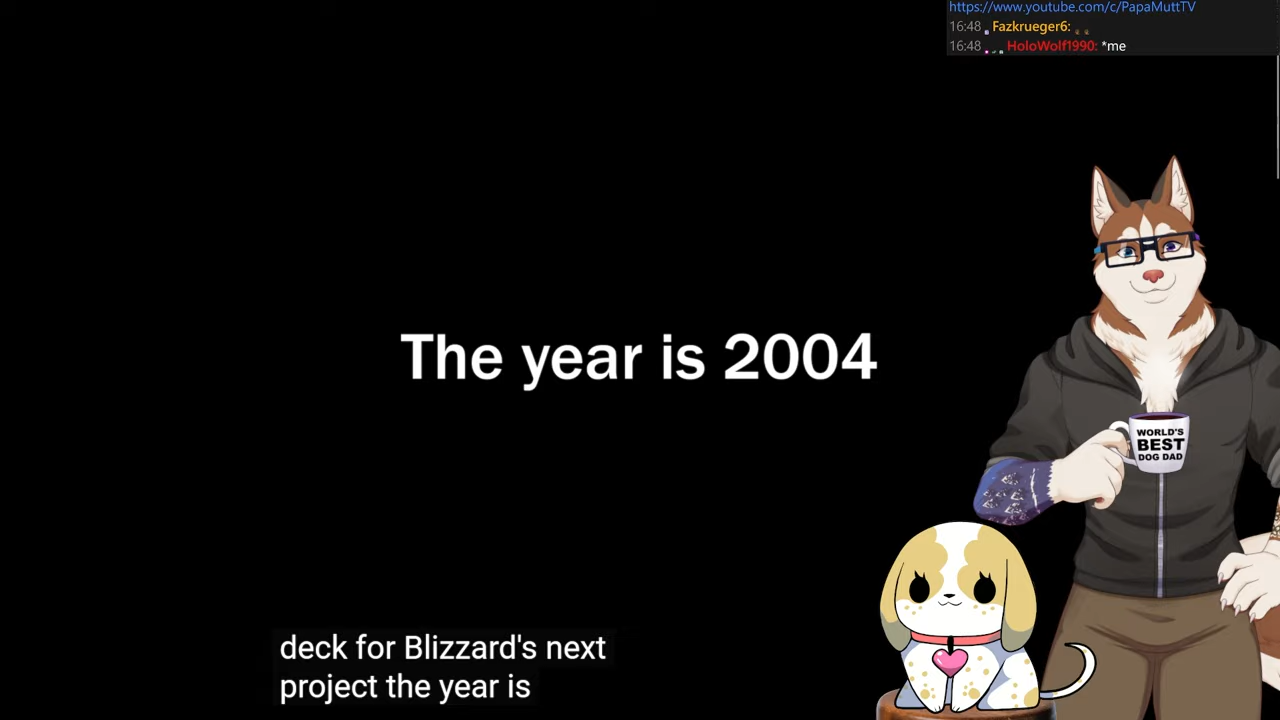 https://www.youtube.com/c/PapaMuttTV
16:48 Fazkrueger6:
16:48 HoloWolf1990: *me
The year is 2004
WORLD'S
BEST
DOG DAD
deck for Blizzard's next
project the year is